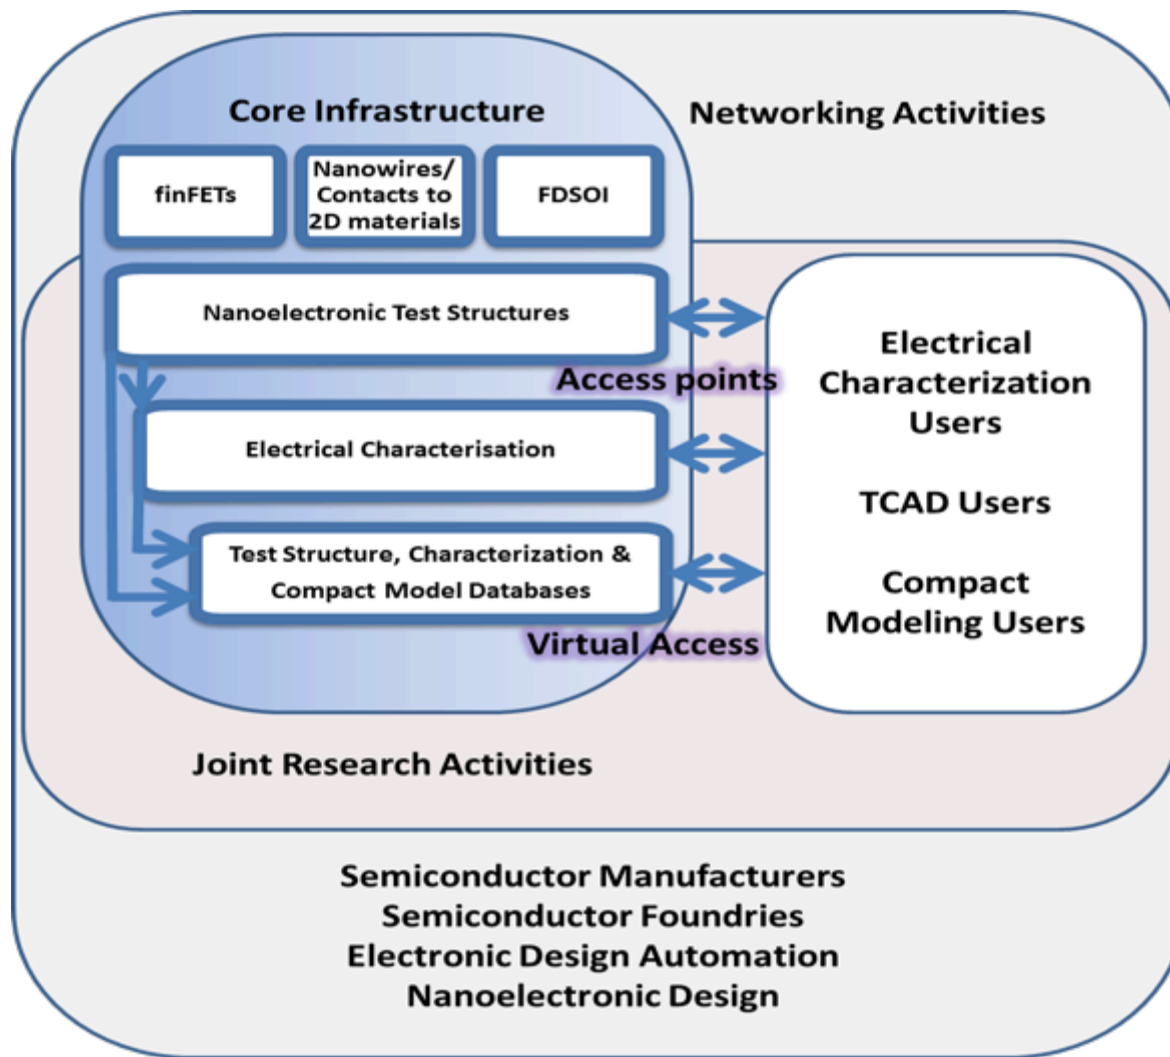 Core Infrastructure
Networking Activities
finFETs
Nanowires/
Contacts to
2D materials
FDSOI
Nanoelectronic Test Structures
Access points
Electrical Characterisation
Test Structure, Characterization &
Compact Model Databases
Virtual Access
Electrical
Characterization
Users
TCAD Users
Compact
Modeling Users
Joint Research Activities
Semiconductor Manufacturers
Semiconductor Foundries
Electronic Design Automation
Nanoelectronic Design